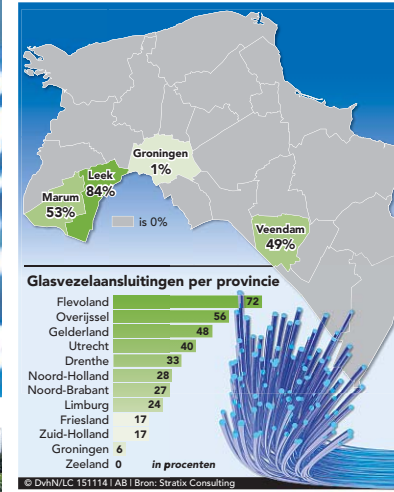 Groningen
1%
Leek
84%
Marum
53%
is 0%
Veendam
49%
Glasvezelaansluitingen per provincie
Flevoland 72
Overijssel 56
Gelderland 48
Utrecht 40
Drenthe 33
Noord-Holland 28
Noord-Brabant 27
Limburg 24
Friesland 17
Zuid-Holland 17
Groningen 6
Zeeland 0 in procenten
© DvhN/LC 151114 | AB | Bron: Stratix Consulting